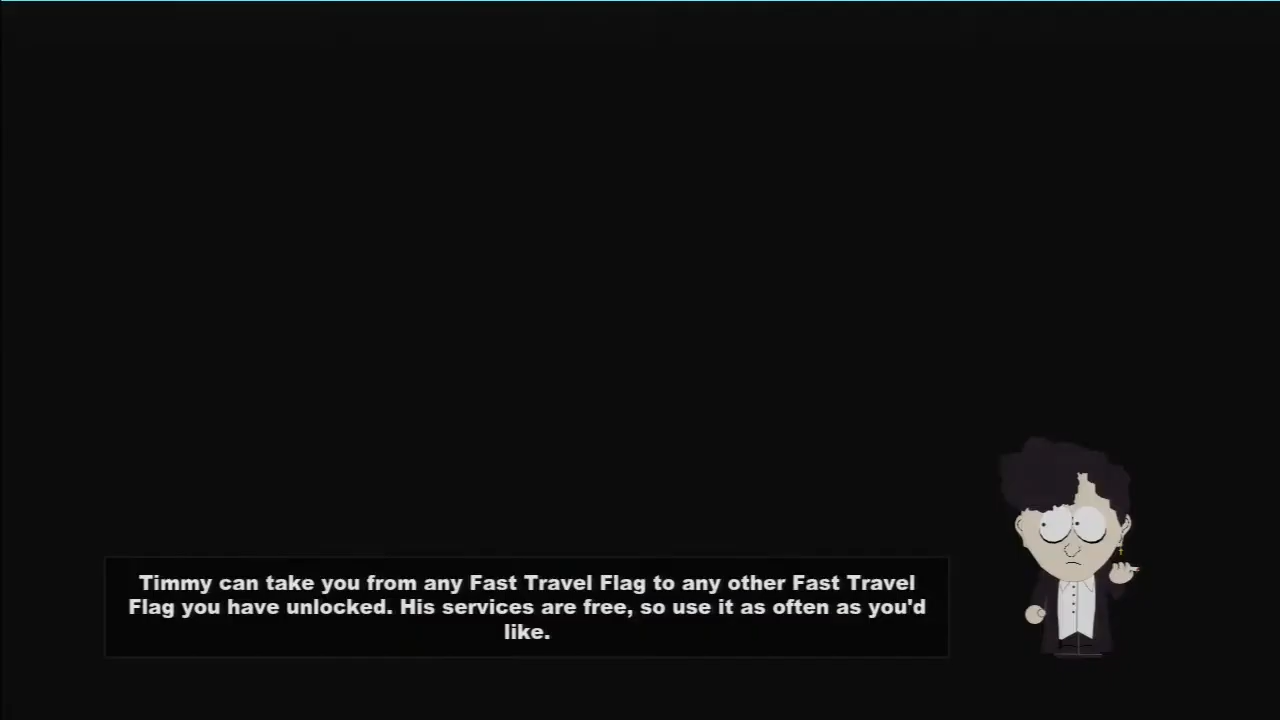 Timmy can take you from any Fast Travel Flag to any other Fast Travel
Flag you have unlocked. His services are free, so use it as often as you'd
like.